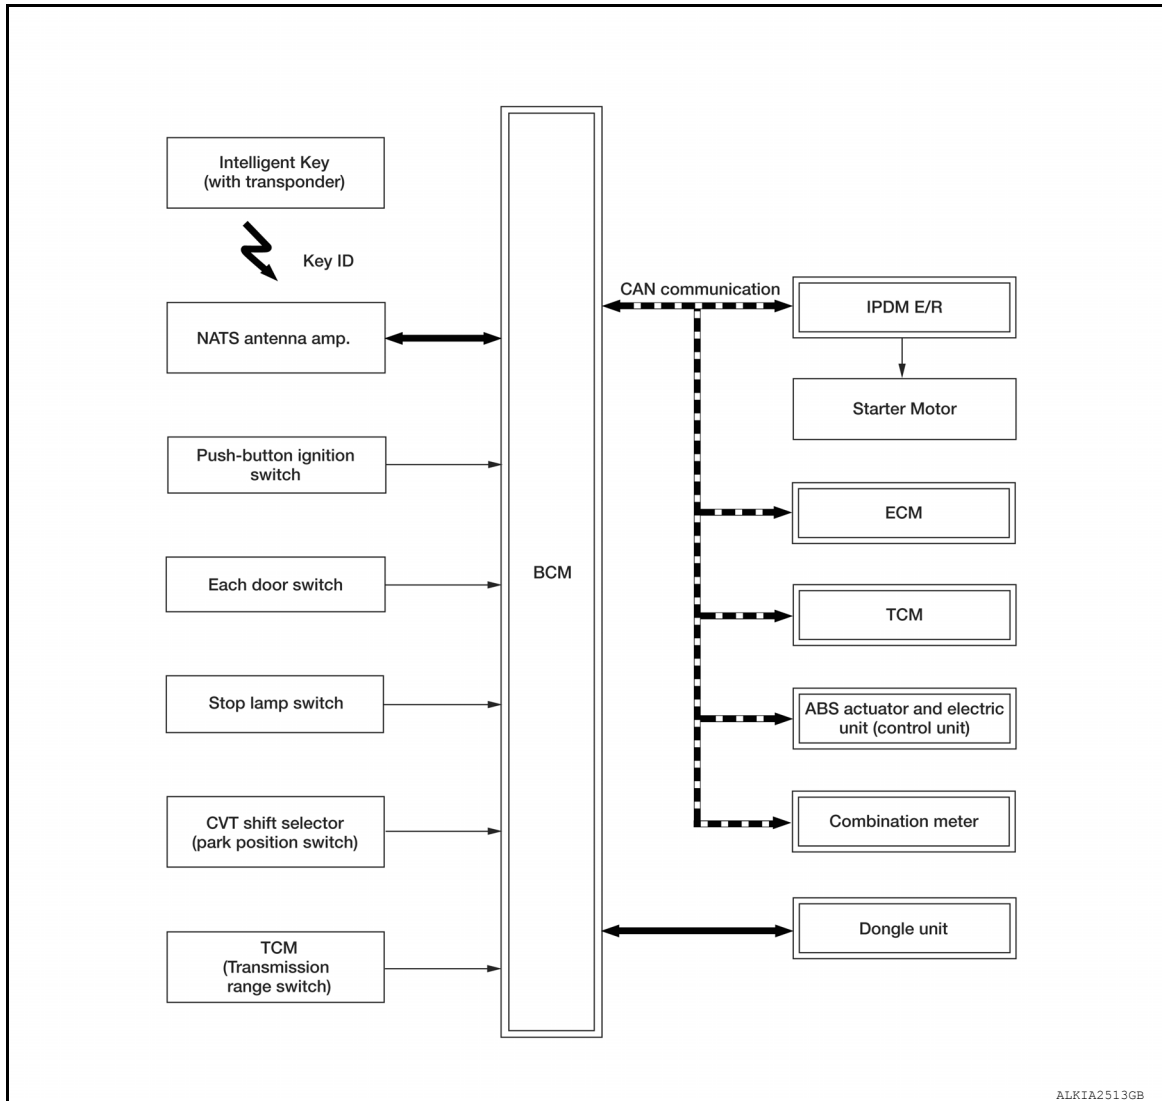 Intelligent Key
(with transponder)
Key ID
NATS antenna amp.
Push-button ignition
switch
Each door switch
Stop lamp switch
CVT shift selector
(park position switch)
TCM
(Transmission
range switch)
BCM
CAN communication
IPDM E/R
Starter Motor
ECM
TCM
ABS actuator and electric
unit (control unit)
Combination meter
Dongle unit
ALKIA2513GB